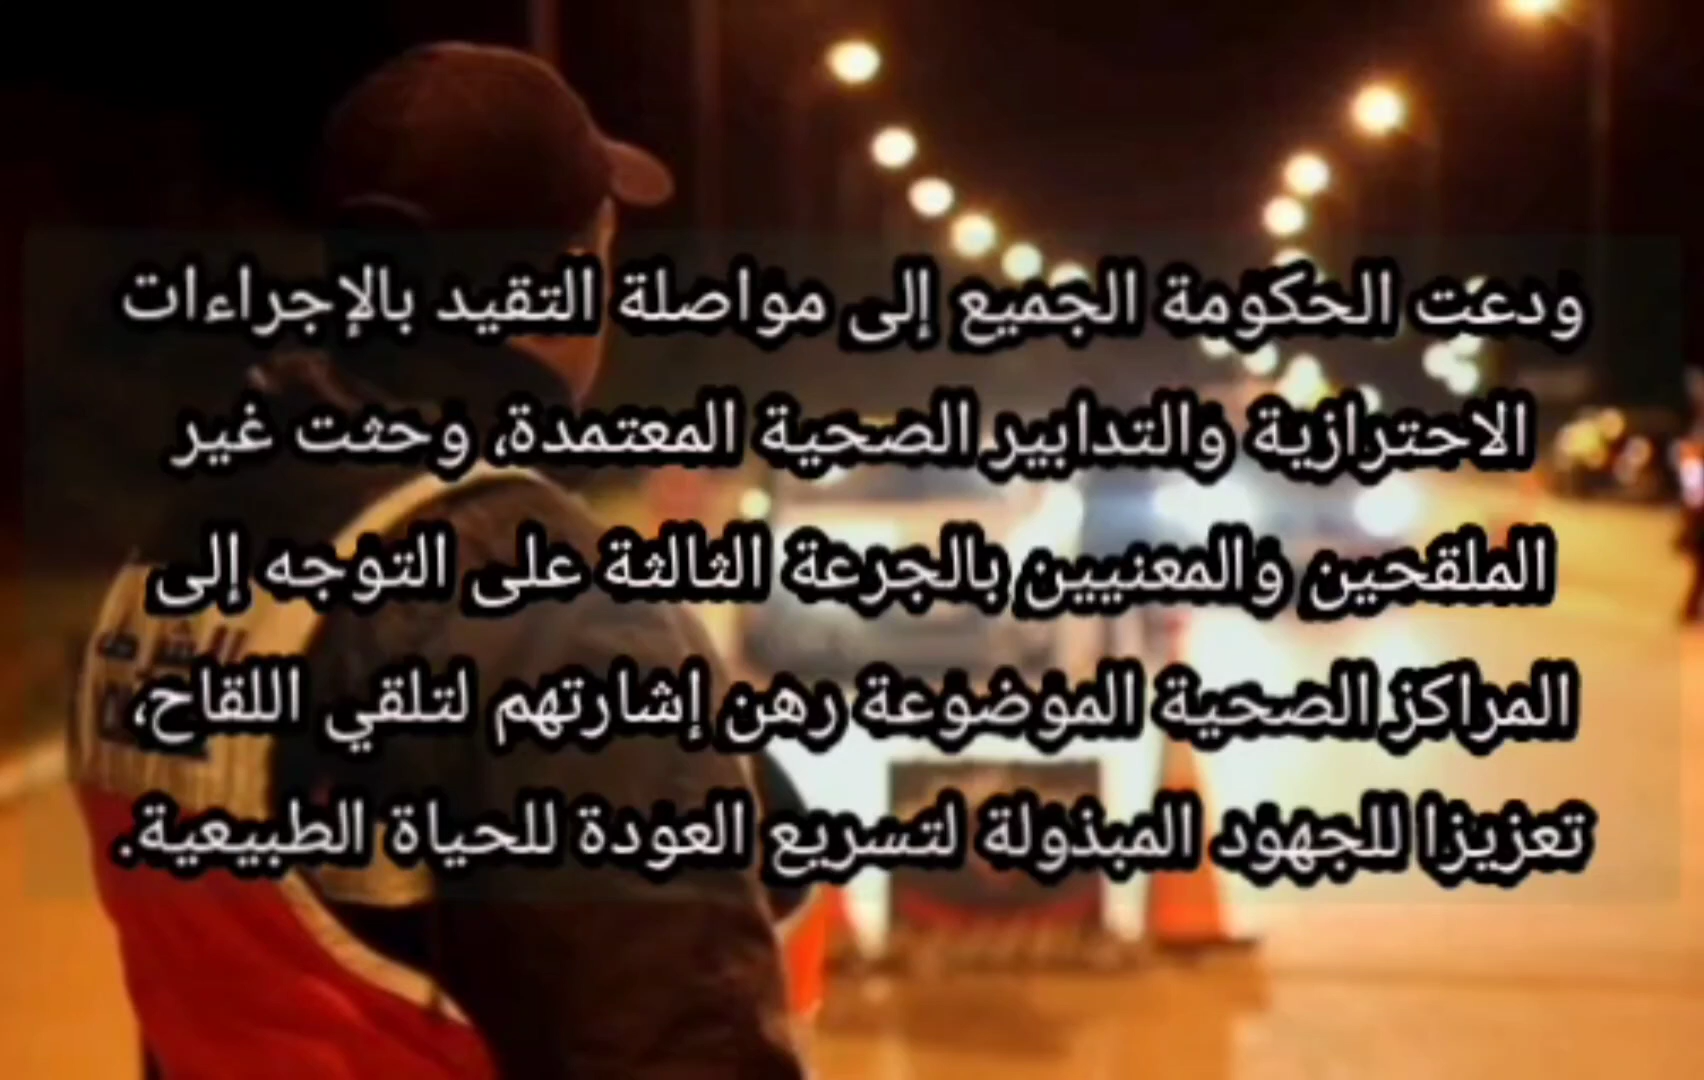 ودعت الحكومة الجميع إلى مواصلة التقيد بالإجراءات
الاحترازية والتدابير الصحية المعتمدة، وحثت غير
الملقحين والمعنيين بالجرعة الثالثة على التوجه إلى
المراكز الصحية الموضوعة رهن إشارتهم لتلقي اللقاح،
تعزيزا للجهود المبذولة لتسريع العودة للحياة الطبيعية.